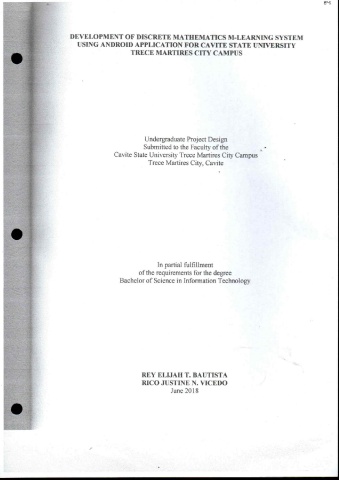 DEVELOPMENT OF DISCRETE MATHEMATICS M-LEARNING SYSTEM
USING ANDROID APPLICATION FOR CAVITE STATE UNIVERSITY
TRECE MARTIRES CITY CAMPUS
Undergraduate Project Design
Submitted to the Faculty of the
Cavite State University Trece Martires City Campus
Trece Martires City, Cavite
In partial fulfillment
of the requirements for the degree
Bachelor of Science in Information Technology
REY ELIJAH T. BAUTISTA
RICO JUSTINE N. VICEDO
June 2018